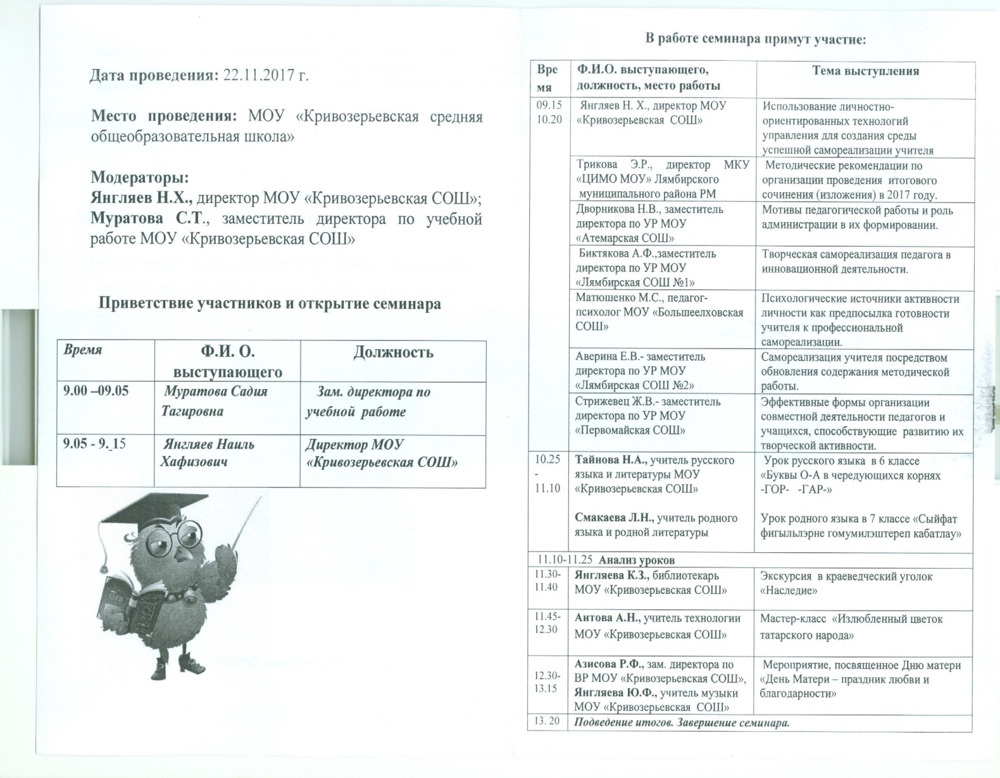 Дата проведения: 22.11.2017 г.
Место проведения: МОУ «Кривозерьевская средняя
общеобразовательная школа»
Модераторы:
Янгляев Н.Х., директор МОУ «Кривозерьевская СОШ»;
Муратова С.Т., заместитель директора по учебной
работе МОУ «Кривозерьевская СОШ»
Приветствие участников и открытие семинара
Время
Ф.И. О.
выступающего
Должность
9.00 –09.05
Муратова Садия
Тагировна
Зам. директора по
учебной работе
9.05 - 9. 15
Янгляев Наиль
Хафизович
Директор МОУ
«Кривозерьевская СОШ»
В работе семинара примут участие:
Вре
мя
Ф.И.О. выступающего,
должность, место работы
Тема выступления
09.15
10.20
Янгляев Н. Х., директор МОУ
«Кривозерьевская СОШ»
Использование личностно-
ориентированных технологий
управления для создания среды
успешной самореализации учителя
Трикова Э.Р., директор МКУ
«ЦИМО МОУ» Лямбирского
муниципального района РМ
Методические рекомендации по
организации проведения итогового
сочинения (изложения) в 2017 году.
Дворникова Н.В., заместитель
директора по УР МОУ
«Атемарская СОШ»
Мотивы педагогической работы и роль
администрации в их формировании.
Биктякова А.Ф.,заместитель
директора по УР МОУ
«Лямбирская СОШ №1»
Творческая самореализация педагога в
инновационной деятельности.
Матюшенко М.С., педагог-
психолог МОУ «Большеелховская
СОШ»
Психологические источники активности
личности как предпосылка готовности
учителя к профессиональной
самореализации.
Аверина Е.В.- заместитель
директора по УР МОУ
«Лямбирская СОШ №2»
Самореализация учителя посредством
обновления содержания методической
работы.
Стрижевец Ж.В.- заместитель
директора по УР МОУ
«Первомайская СОШ»
Эффективные формы организации
совместной деятельности педагогов и
учащихся, способствующие развитию их
творческой активности.
10.25
-
11.10
Тайнова Н.А., учитель русского
языка и литературы МОУ
«Кривозерьевская СОШ»
Урок русского языка в 6 классе
«Буквы О-А в чередующихся корнях
-ГОР- -ГАР-»
Смакаева Л.Н., учитель родного
языка и родной литературы
Урок родного языка в 7 классе «Сыйфат
фигыльлэрне гомумилэштереп кабатлау»
11.10-11.25 Анализ уроков
11.30-
11.40
Янгляева К.З., библиотекарь
МОУ «Кривозерьевская СОШ»
Экскурсия в краеведческий уголок
«Наследие»
11.45-
12.30
Аитова А.Н., учитель технологии
МОУ «Кривозерьевская СОШ»
Мастер-класс «Излюбленный цветок
татарского народа»
12.30-
13.15
Азисова Р.Ф., зам. директора по
ВР МОУ «Кривозерьевская СОШ»,
Янгляева Ю.Ф., учитель музыки
МОУ «Кривозерьевская СОШ»
Мероприятие, посвященное Дню матери
«День Матери – праздник любви и
благодарности»
13. 20
Подведение итогов. Завершение семинара.